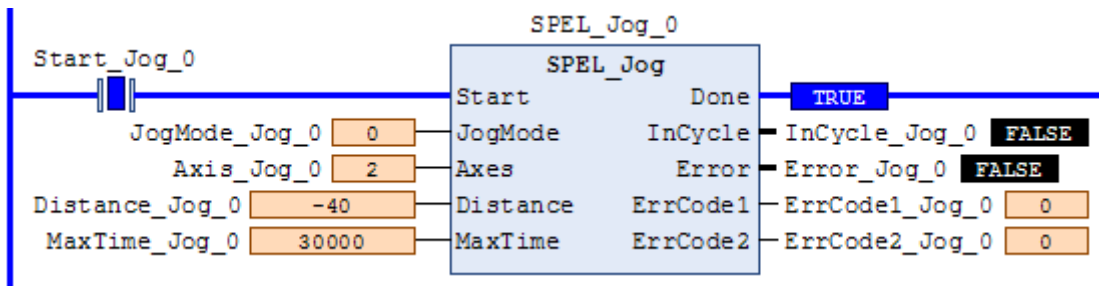 SPEL_Jog_0
Start_Jog_0
SPEL_Jog
Start Done TRUE
JogMode_Jog_0 0 JogMode InCycle InCycle_Jog_0 FALSE
Axis_Jog_0 2 Axes Error Error_Jog_0 FALSE
Distance_Jog_0 -40 Distance ErrCode1 ErrCode1_Jog_0 0
MaxTime_Jog_0 30000 MaxTime ErrCode2 ErrCode2_Jog_0 0